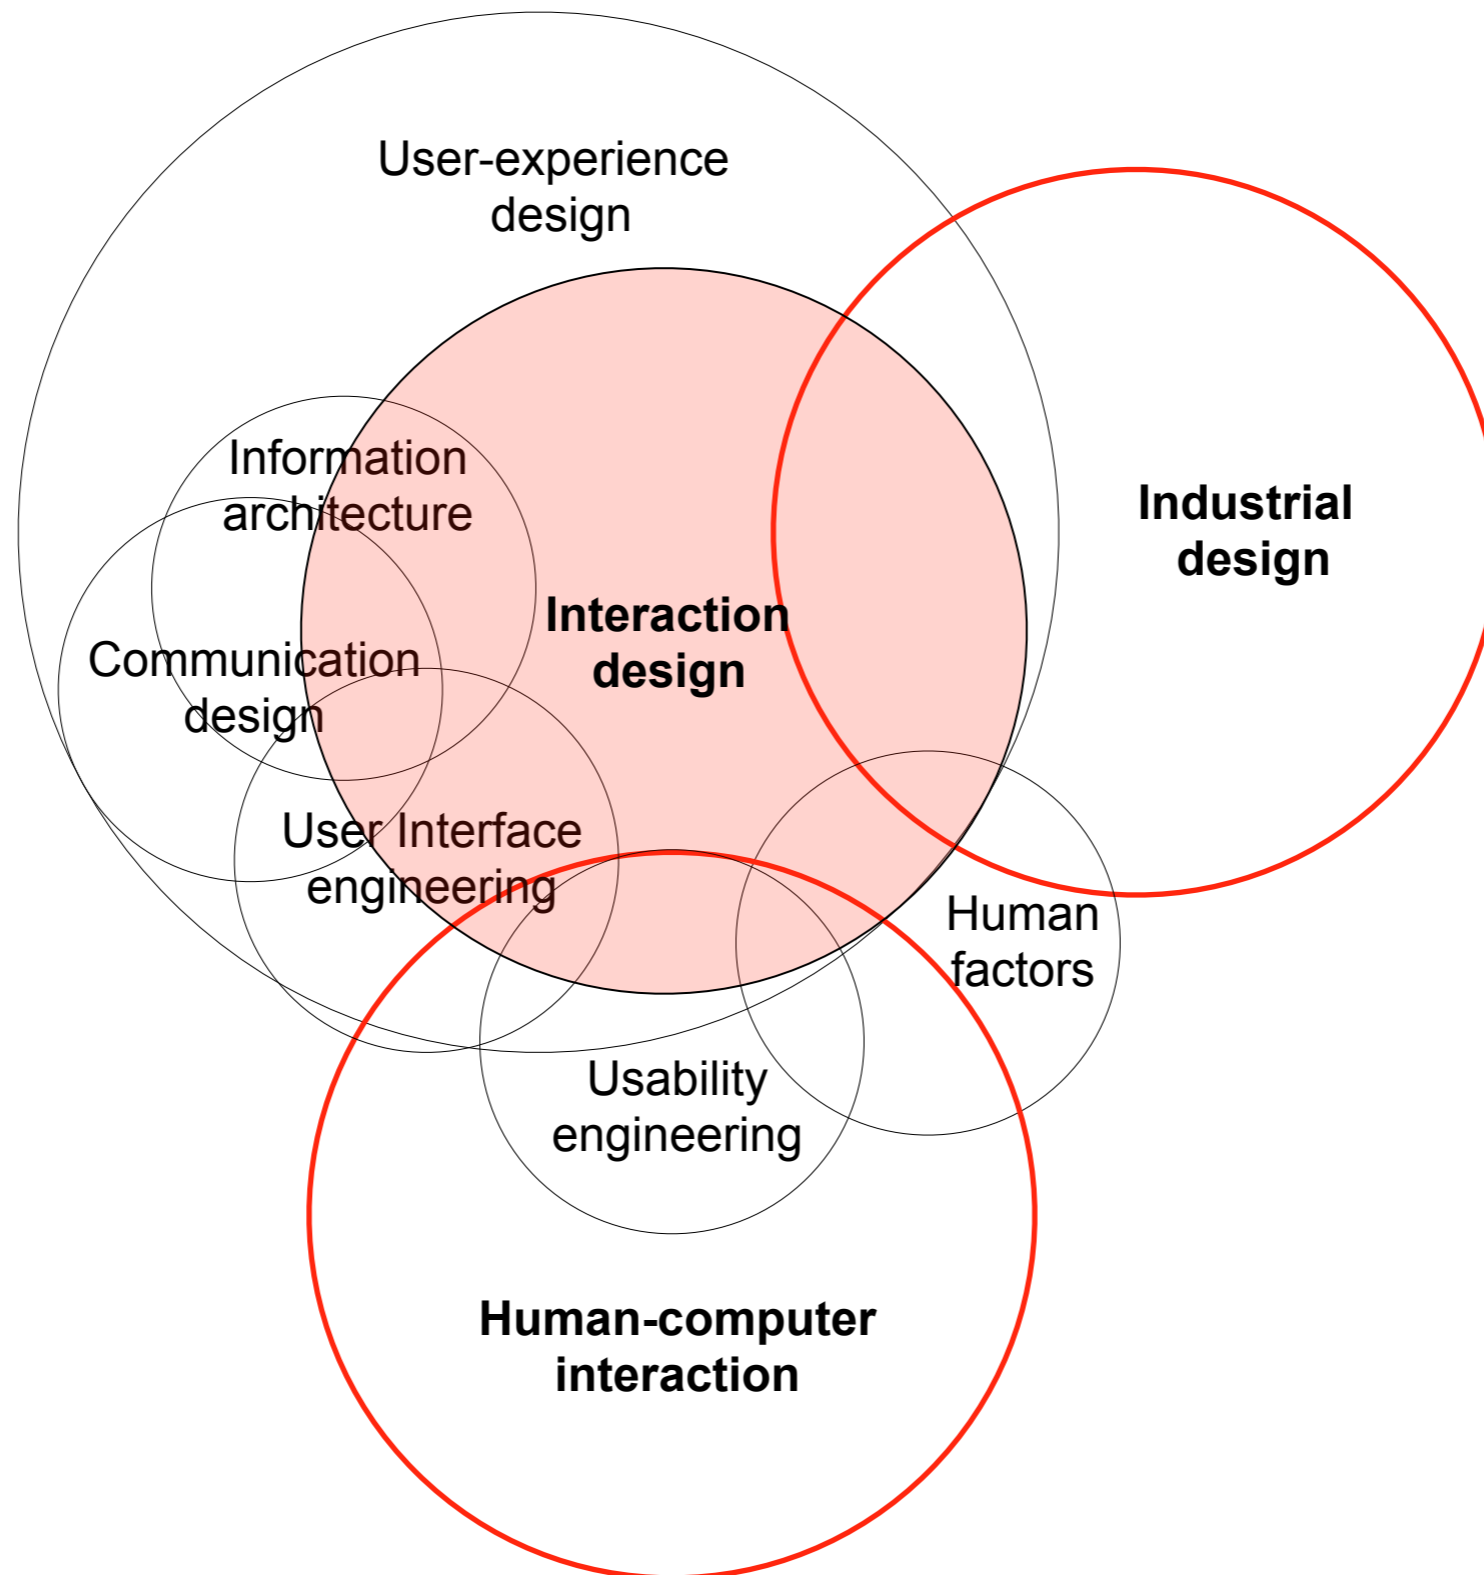 User-experience
design
Information
architecture
Industrial
design
Interaction
design
Communication
design
User Interface
engineering
Human
factors
Usability
engineering
Human-computer
interaction